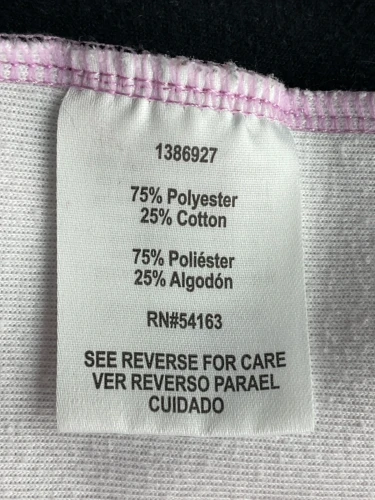 1386927
75% Polyester
25% Cotton
75% Poliéster
25% Algodón
RN#54163
SEE REVERSE FOR CARE
VER REVERSO PARAEL
CUIDADO